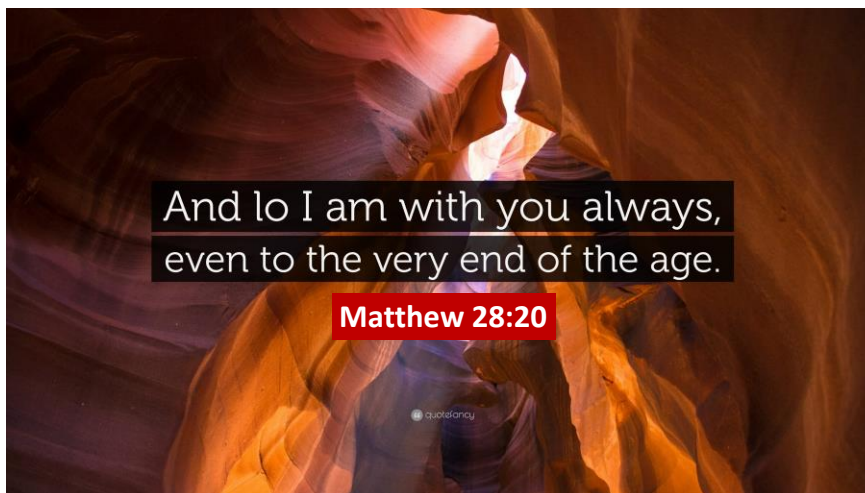 And lo I am with you always,
even to the very end of the age.
Matthew 28:20
quotefancy